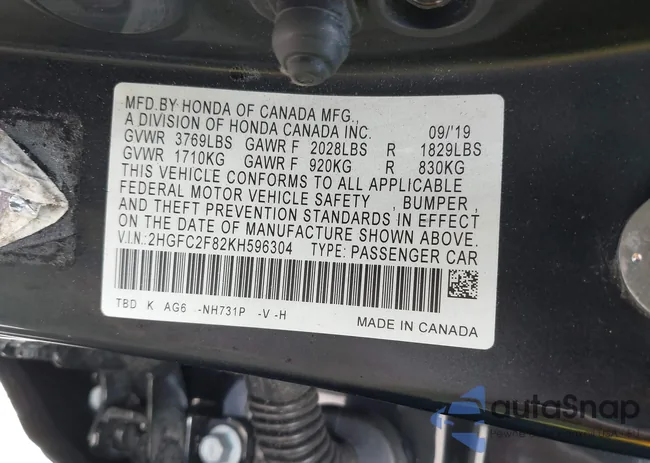 MFD.BY HONDA OF CANADA MFG.,
A DIVISION OF HONDA CANADA INC. 09/'19
GVWR 3769LBS GAWR F 2028LBS R 1829LBS
GVWR 1710KG GAWR F 920KG R 830KG
THIS VEHICLE CONFORMS TO ALL APPLICABLE
FEDERAL MOTOR VEHICLE SAFETY , BUMPER ,
AND THEFT PREVENTION STANDARDS IN EFFECT
ON THE DATE OF MANUFACTURE SHOWN ABOVE.
V.I.N.:2HGFC2F82KH596304 TYPE: PASSENGER CAR
TBD K AG6 -NH731P -V -H
MADE IN CANADA
autoSnap